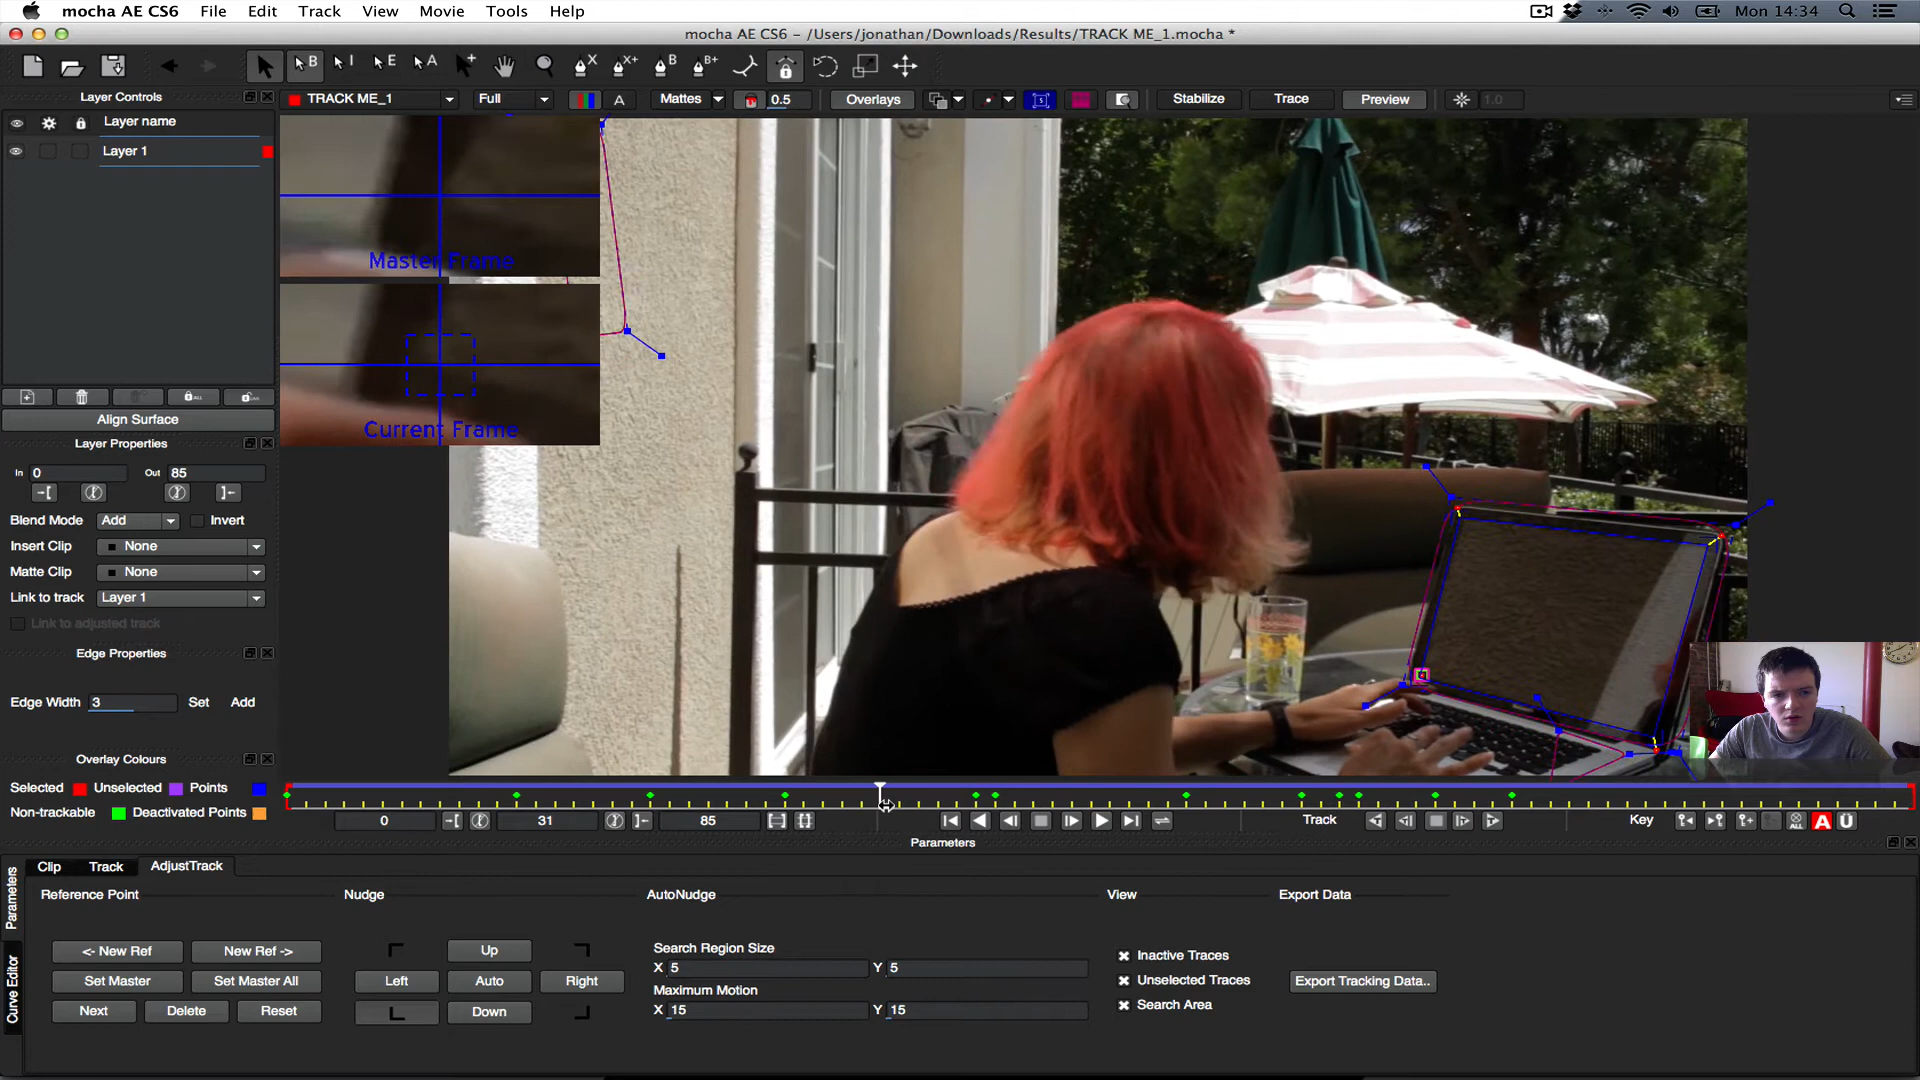 mocha AE CS6 File Edit Track View Movie Tools Help Mon 14:34
mocha AE CS6 - /Users/jonathan/Downloads/Results/TRACK ME_1.mocha *
B I E A X X+ B B+
Layer Controls TRACK ME_1 Full A Mattes 0.5 Overlays Stabilize Trace Preview 1.0
Layer name
Layer 1
Master Frame
Current Frame
Align Surface
Layer Properties
In 0 Out 85
Blend Mode Add Invert
Insert Clip None
Matte Clip None
Link to track Layer 1
Link to adjusted track
Edge Properties
Edge Width 3 Set Add
Overlay Colours
Selected Unselected Points
Non-trackable Deactivated Points
0 31 85 Track Key ALL A Ü
Parameters
Clip Track AdjustTrack
Parameters
Curve Editor
Reference Point Nudge AutoNudge View Export Data
<- New Ref New Ref -> Up Search Region Size Inactive Traces
Set Master Set Master All Left Auto Right X 5 Y 5 Unselected Traces Export Tracking Data..
Maximum Motion
Next Delete Reset Down X 15 Y 15 Search Area